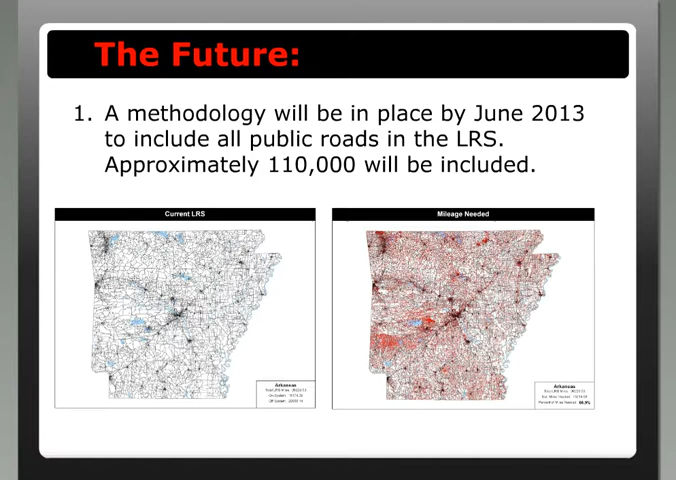 The Future:
1. A methodology will be in place by June 2013
to include all public roads in the LRS.
Approximately 110,000 will be included.
Current LRS
Mileage Needed
Arkansas
Arkansas